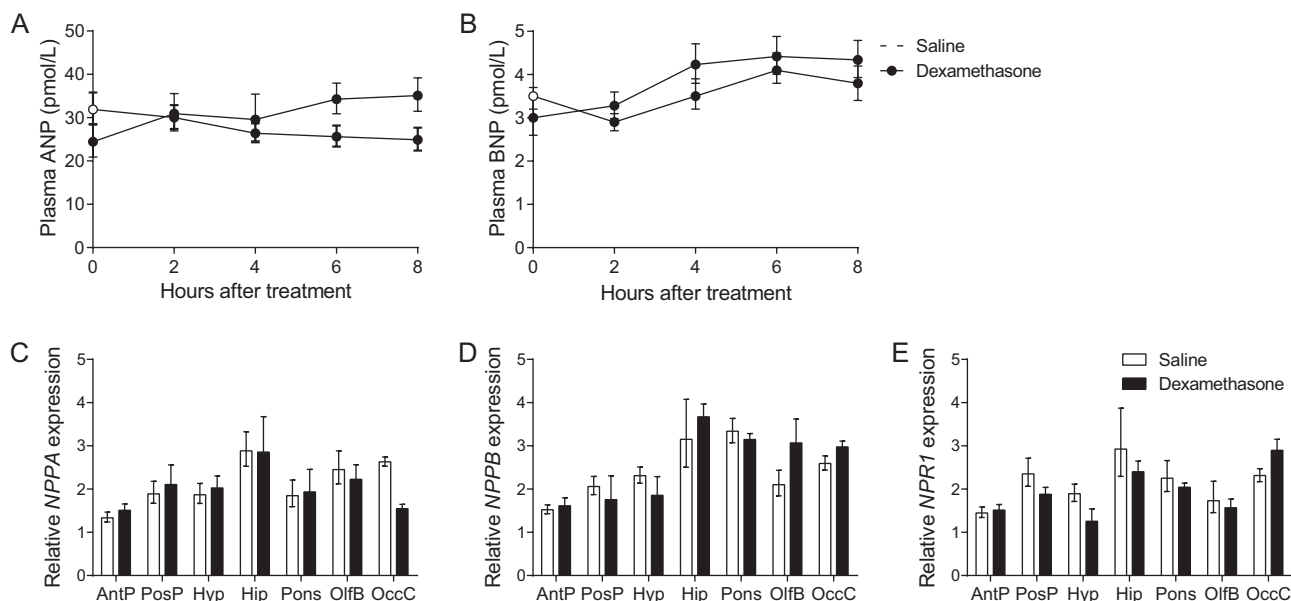 A
Plasma ANP (pmol/L)
50
40
30
20
10
0
0 2 4 6 8
Hours after treatment
B
Plasma BNP (pmol/L)
5
4
3
2
1
0
0 2 4 6 8
Hours after treatment
Saline
Dexamethasone
C
Relative NPPA expression
5
4
3
2
1
0
AntP PosP Hyp Hip Pons OlfB OccC
D
Relative NPPB expression
5
4
3
2
1
0
AntP PosP Hyp Hip Pons OlfB OccC
E
Relative NPR1 expression
5
4
3
2
1
0
AntP PosP Hyp Hip Pons OlfB OccC
Saline
Dexamethasone